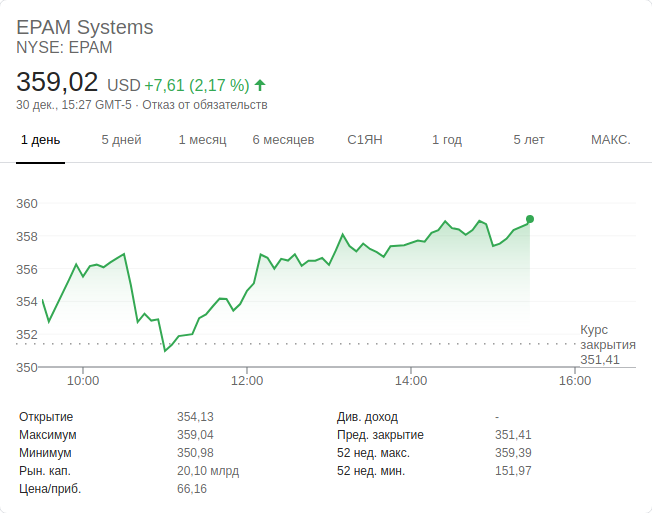 EPAM Systems
NYSE: EPAM
359,02 USD +7,61 (2,17 %)
30 дек., 15:27 GMT-5 · Отказ от обязательств
1 день 5 дней 1 месяц 6 месяцев С1ЯН 1 год 5 лет МАКС.
360
358
356
354
352
350
Курс
закрытия
351,41
10:00 12:00 14:00 16:00
Открытие 354,13 Див. доход -
Максимум 359,04 Пред. закрытие 351,41
Минимум 350,98 52 нед. макс. 359,39
Рын. кап. 20,10 млрд 52 нед. мин. 151,97
Цена/приб. 66,16